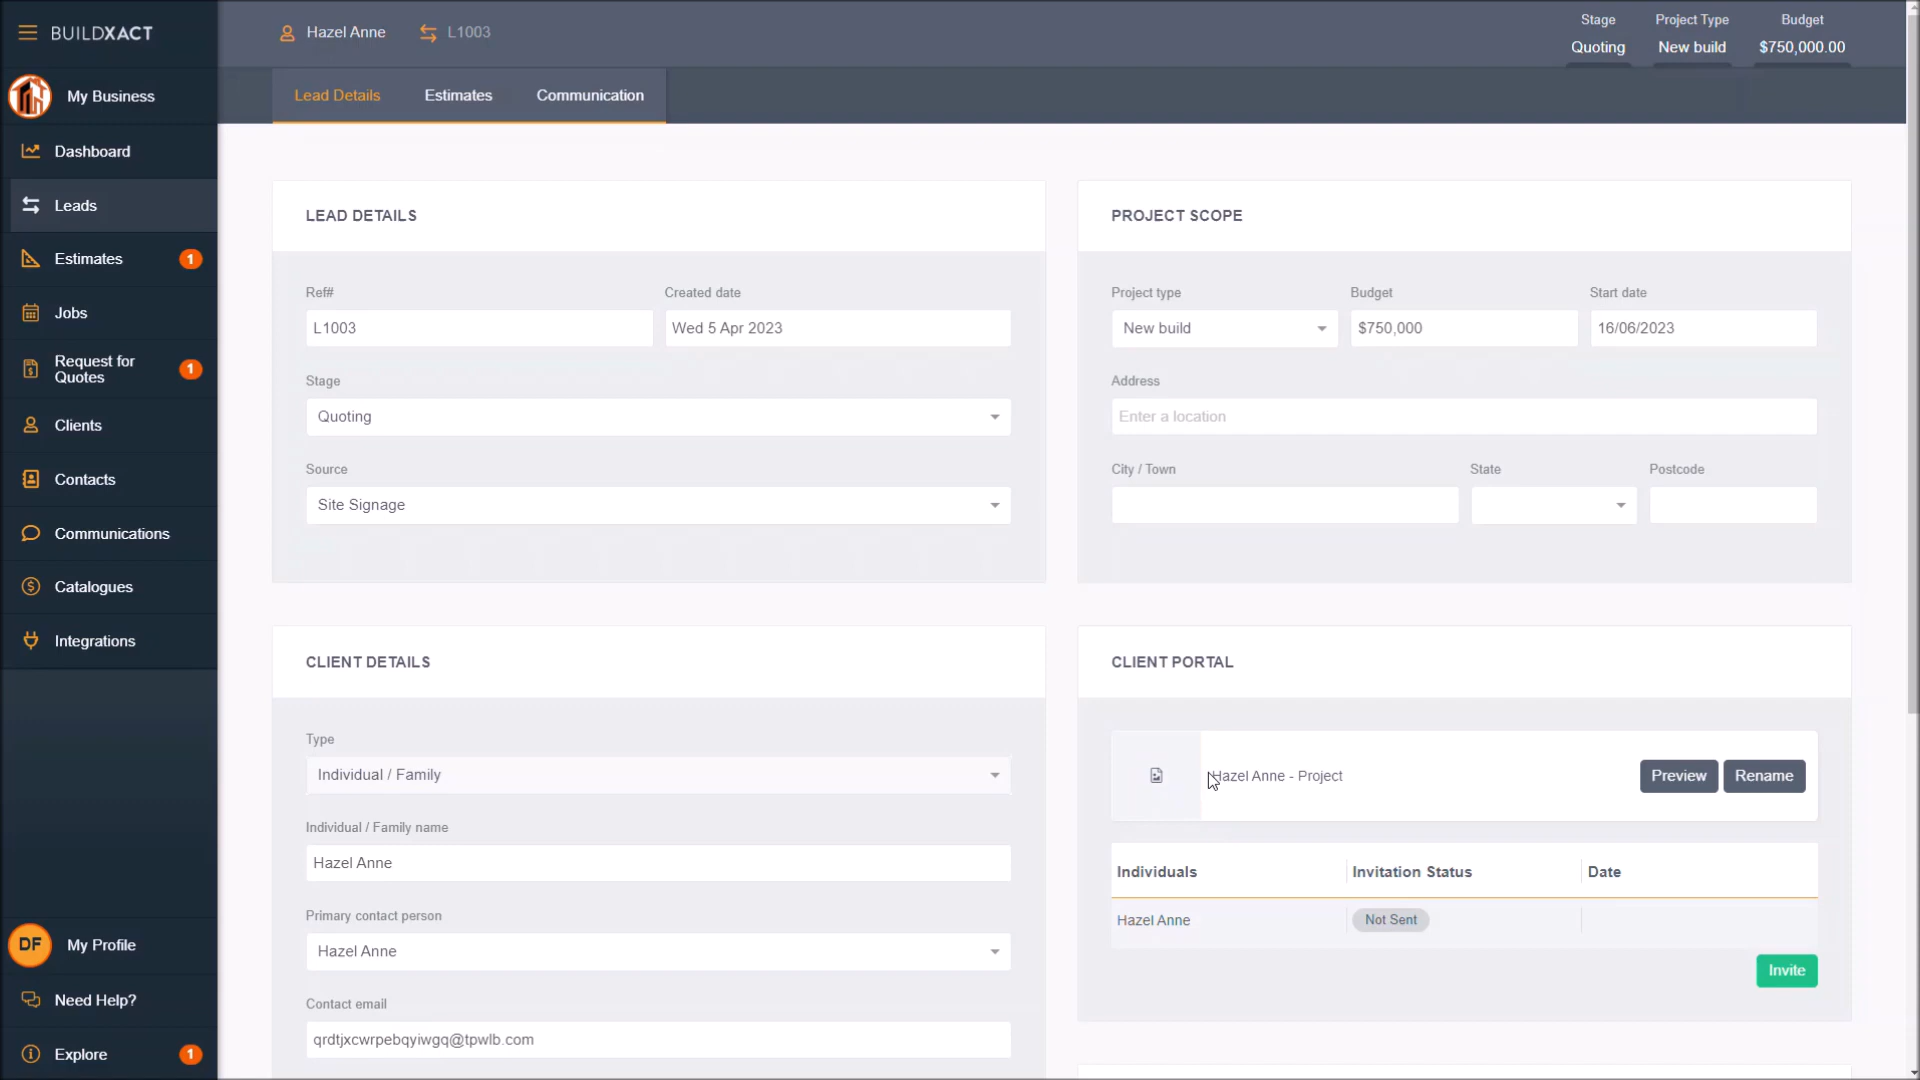 BUILDXACT
Hazel Anne
L1003
Stage
Quoting
Project Type
New build
Budget
$750,000.00
My Business
Lead Details
Estimates
Communication
Dashboard
Leads
Estimates
1
Jobs
Request for
Quotes
1
Clients
Contacts
Communications
Catalogues
Integrations
DF
My Profile
Need Help?
Explore
1
LEAD DETAILS
Ref#
L1003
Created date
Wed 5 Apr 2023
Stage
Quoting
Source
Site Signage
PROJECT SCOPE
Project type
New build
Budget
$750,000
Start date
16/06/2023
Address
Enter a location
City / Town
State
Postcode
CLIENT DETAILS
Type
Individual / Family
Individual / Family name
Hazel Anne
Primary contact person
Hazel Anne
Contact email
qrdtjxcwrpebqyiwgq@tpwlb.com
CLIENT PORTAL
Hazel Anne - Project
Preview
Rename
Individuals
Invitation Status
Date
Hazel Anne
Not Sent
Invite